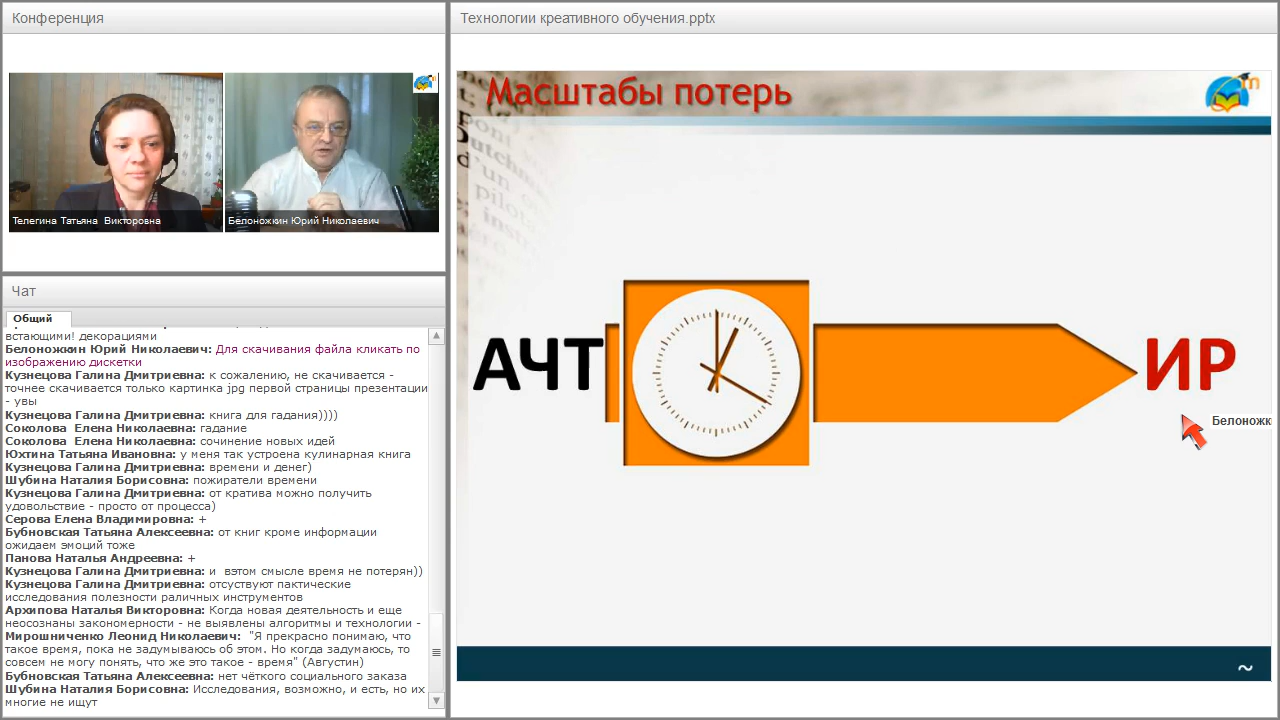 Конференция
Телегина Татьяна Викторовна
Белоножкин Юрий Николаевич
Чат
Общий
встающими! декорациями
Белоножкин Юрий Николаевич: Для скачивания файла кликать по
изображению дискетки
Кузнецова Галина Дмитриевна: к сожалению, не скачивается -
точнее скачивается только картинка jpg первой страницы презентации
- увы
Кузнецова Галина Дмитриевна: книга для гадания))))
Соколова Елена Николаевна: гадание
Соколова Елена Николаевна: сочинение новых идей
Юхтина Татьяна Ивановна: у меня так устроена кулинарная книга
Кузнецова Галина Дмитриевна: времени и денег)
Шубина Наталия Борисовна: пожиратели времени
Кузнецова Галина Дмитриевна: от кратива можно получить
удовольствие - просто от процесса)
Серова Елена Владимировна: +
Бубновская Татьяна Алексеевна: от книг кроме информации
ожидаем эмоций тоже
Панова Наталья Андреевна: +
Кузнецова Галина Дмитриевна: и вэтом смысле время не потерян))
Кузнецова Галина Дмитриевна: отсуствуют пактические
исследования полезности раличных инструментов
Архипова Наталья Викторовна: Когда новая деятельность и еще
неосознаны закономерности - не выявлены алгоритмы и технологии -
Мирошниченко Леонид Николаевич: "Я прекрасно понимаю, что
такое время, пока не задумываюсь об этом. Но когда задумаюсь, то
совсем не могу понять, что же это такое - время" (Августин)
Бубновская Татьяна Алексеевна: нет чёткого социального заказа
Шубина Наталия Борисовна: Исследования, возможно, и есть, но их
многие не ищут
Технологии креативного обучения.pptx
Масштабы потерь
АЧТ
ИР
Белоножки
~